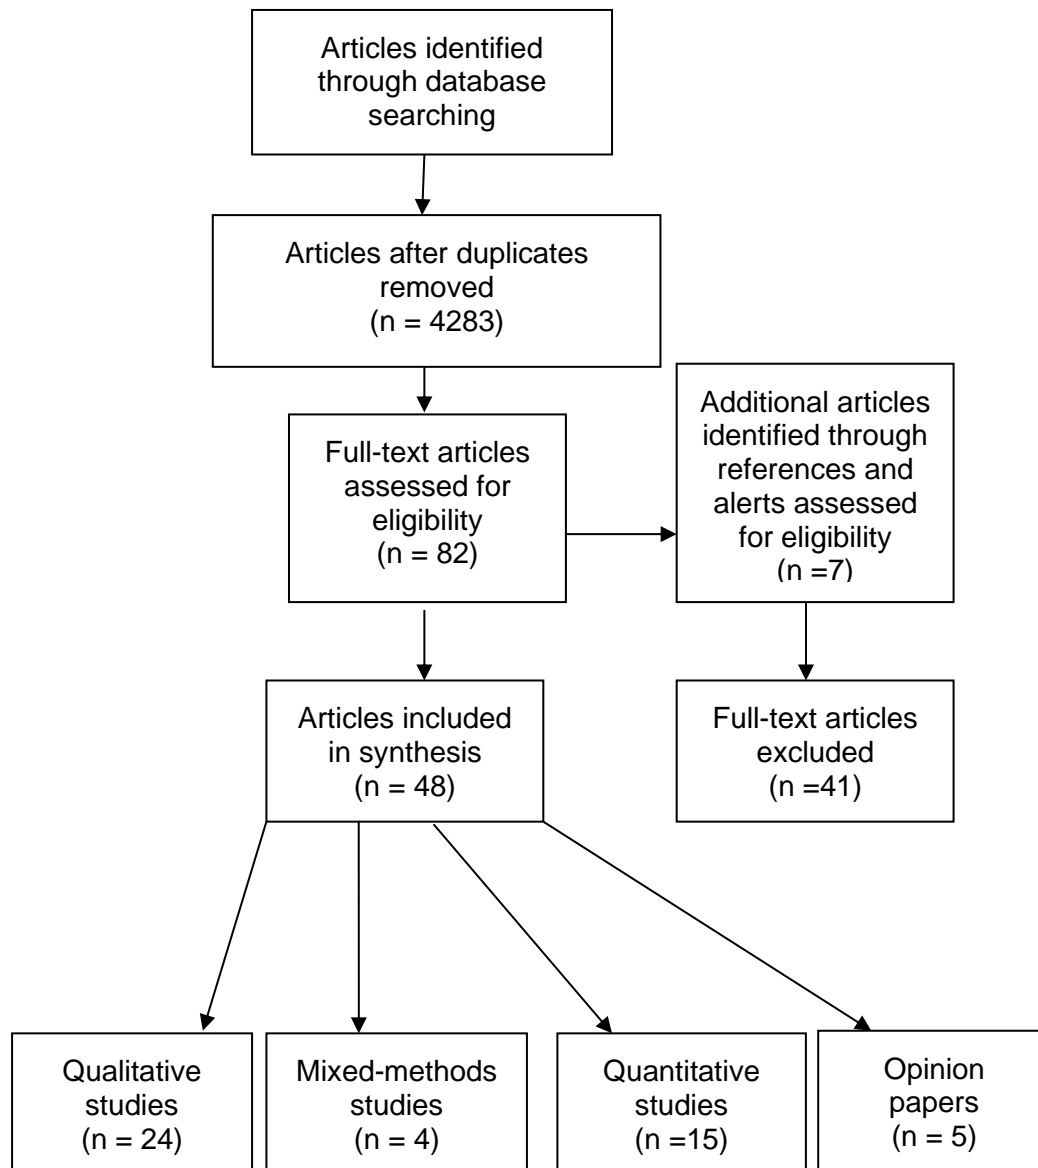 Articles identified
through database
searching
Articles after duplicates
removed
(n = 4283)
Full-text articles
assessed for
eligibility
(n = 82)
Additional articles
identified through
references and
alerts assessed
for eligibility
(n =7)
Articles included
in synthesis
(n = 48)
Full-text articles
excluded
(n =41)
Qualitative
studies
(n = 24)
Mixed-methods
studies
(n = 4)
Quantitative
studies
(n =15)
Opinion
papers
(n = 5)